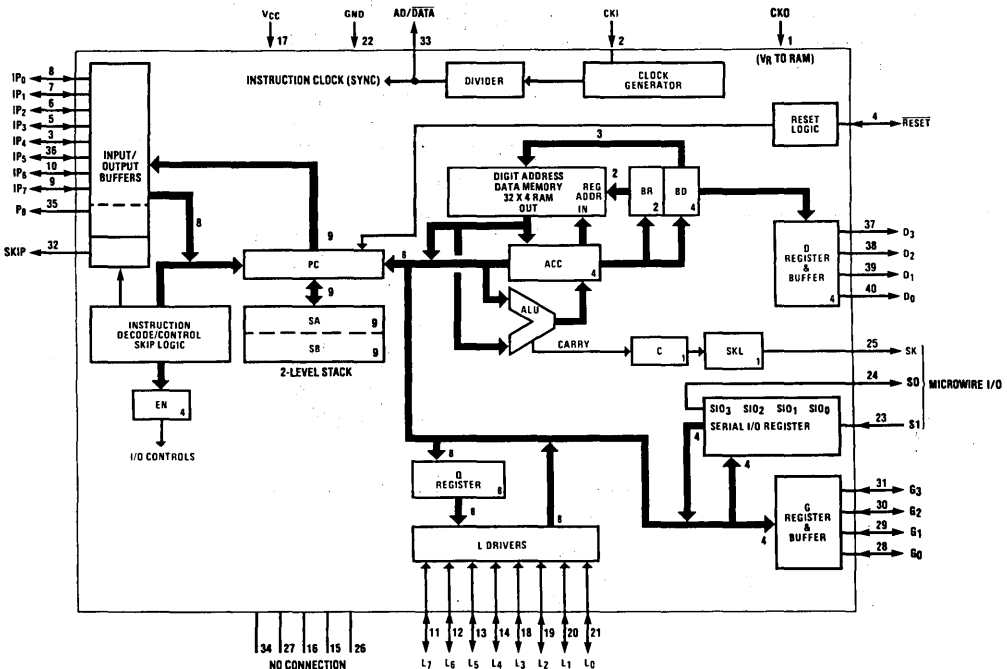 VCC GND AD/DATA CKI CKO
17 22 33 2 1
(VR TO RAM)
INSTRUCTION CLOCK (SYNC)
DIVIDER
CLOCK
GENERATOR
RESET
LOGIC
4
RESET
IP0 8
IP1 7
IP2 6
IP3 5
IP4 3
IP5 36
IP6 10
IP7 9
P8 35
SKIP 32
INPUT/
OUTPUT
BUFFERS
8
9
3
DIGIT ADDRESS
DATA MEMORY
32 X 4 RAM
OUT
REG
ADDR
IN
2
BR
2
BD
4
D
REGISTER
&
BUFFER
4
37 D3
38 D2
39 D1
40 D0
PC
8
ACC
4
9
SA 9
SB 9
2-LEVEL STACK
ALU
CARRY
C 1
SKL 1
25 SK
24 SO
23 S1
MICROWIRE I/O
INSTRUCTION
DECODE/CONTROL
SKIP LOGIC
EN
4
I/O CONTROLS
SIO3 SIO2 SIO1 SIO0
SERIAL I/O REGISTER
4
4
8
Q
REGISTER
8
8
8
L DRIVERS
4
G
REGISTER
&
BUFFER
31 G3
30 G2
29 G1
28 G0
34 27 16 15 26
NO CONNECTION
11 12 13 14 18 19 20 21
L7 L6 L5 L4 L3 L2 L1 L0